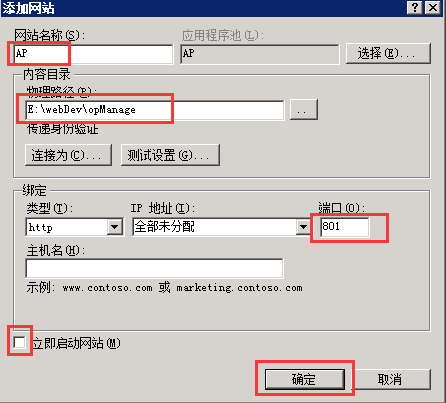 添加网站
网站名称(S): 应用程序池(L):
AP AP 选择(E)...
内容目录
物理路径(P):
E:\webDev\opManage ..
传递身份验证
连接为(C)... 测试设置(G)...
绑定
类型(T): IP 地址(I): 端口(O):
http 全部未分配 801
主机名(H):
示例: www.contoso.com 或 marketing.contoso.com
立即启动网站(M)
确定 取消